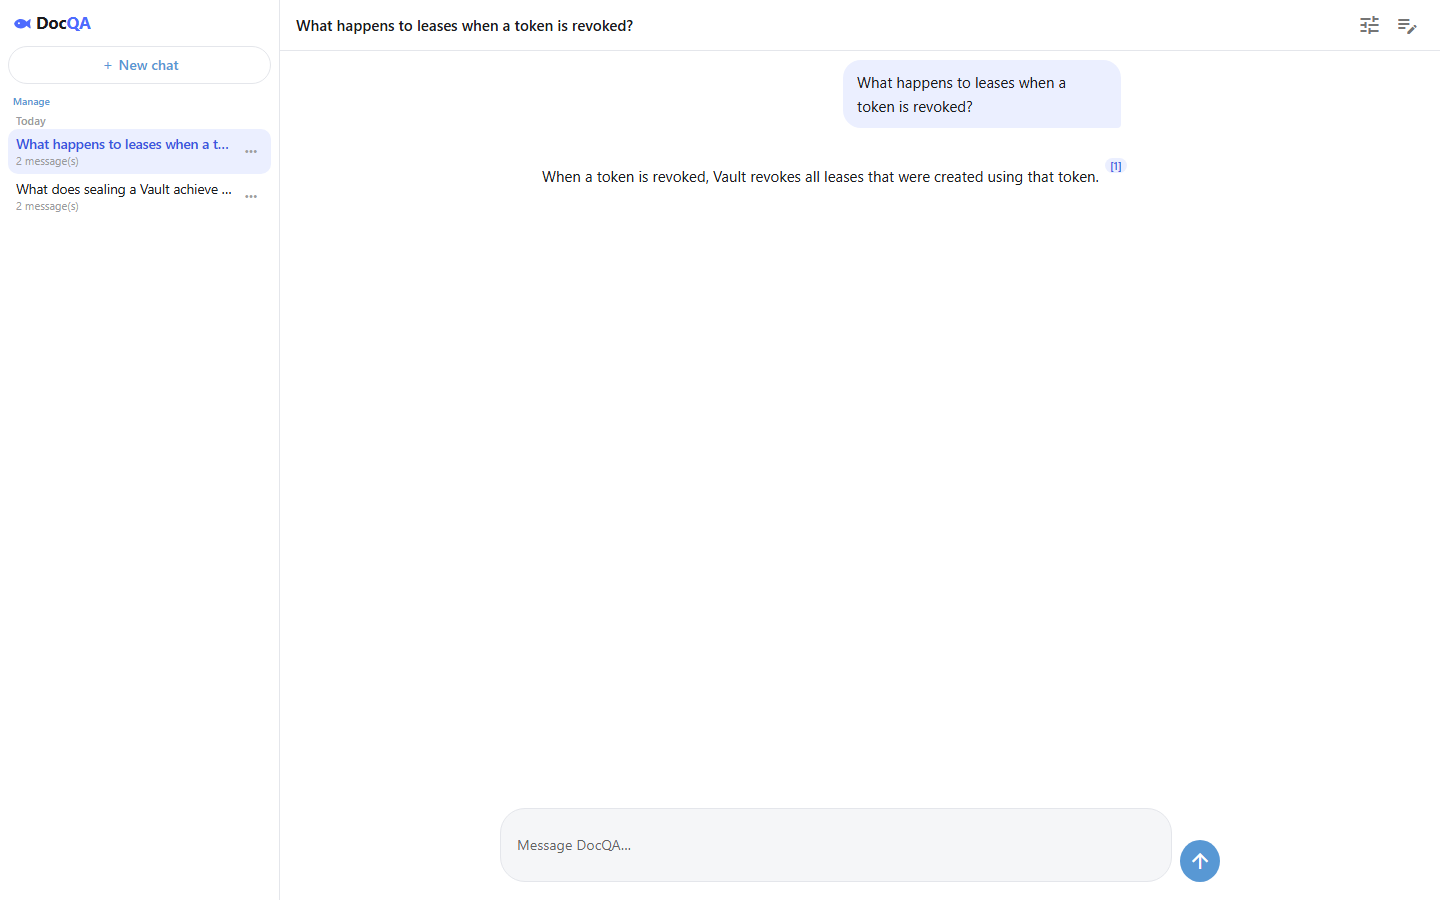 DocQA
+ New chat
Manage
Today
What happens to leases when a t...
2 message(s)
What does sealing a Vault achieve ...
2 message(s)
What happens to leases when a token is revoked?
What happens to leases when a
token is revoked?
When a token is revoked, Vault revokes all leases that were created using that token. [1]
Message DocQA...